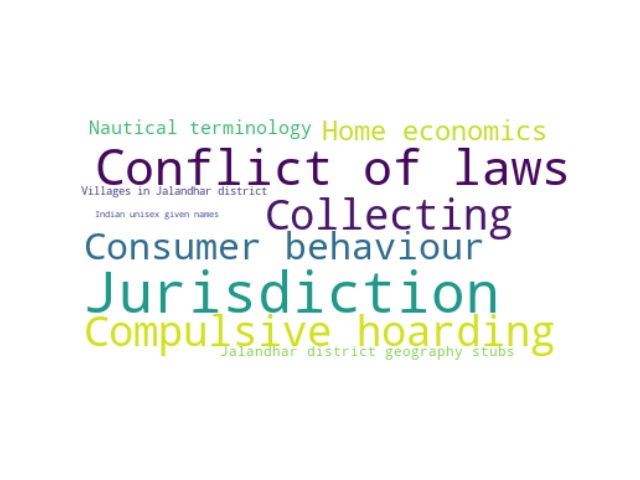 Nautical terminology
Home economics
Conflict of laws
Villages in Jalandhar district
Indian unisex given names
Collecting
Consumer behaviour
Jurisdiction
Compulsive hoarding
Jalandhar district geography stubs